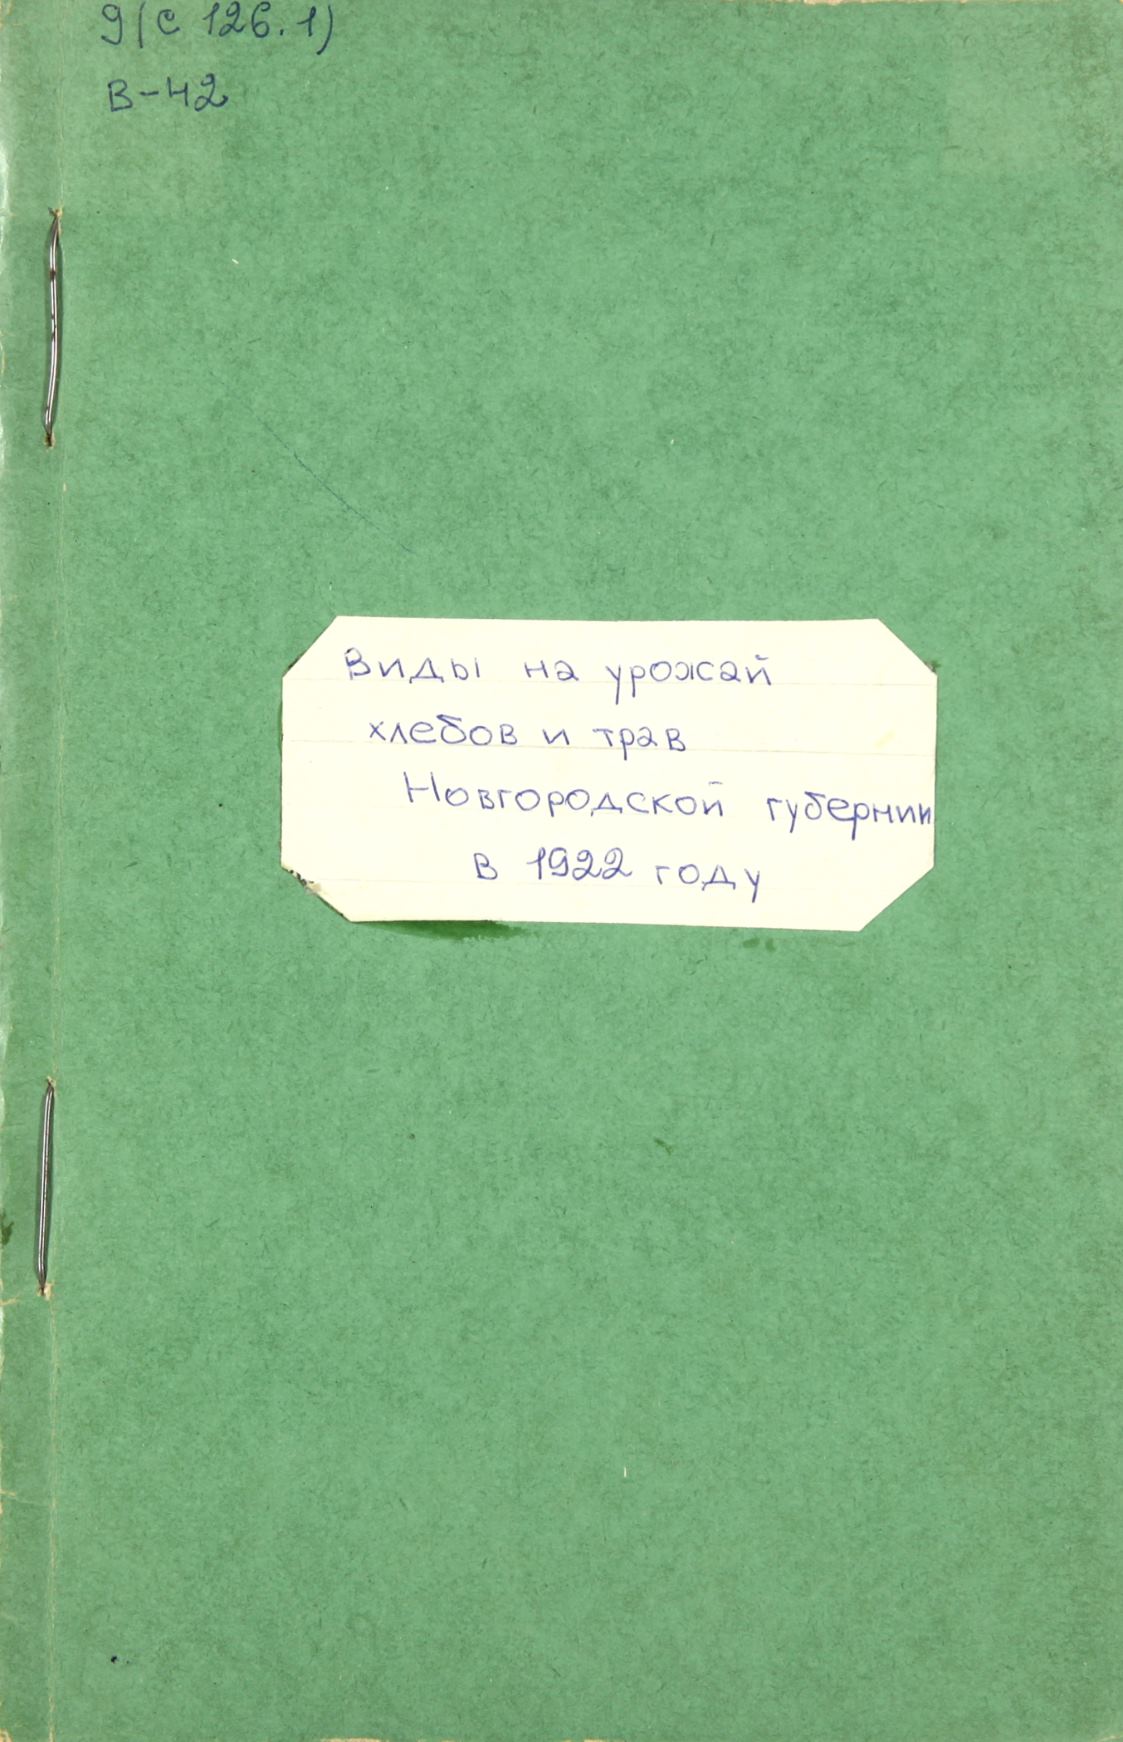 9(С 126.1)
В-42
Виды на урожай
хлебов и трав
Новгородской губернии
в 1922 году